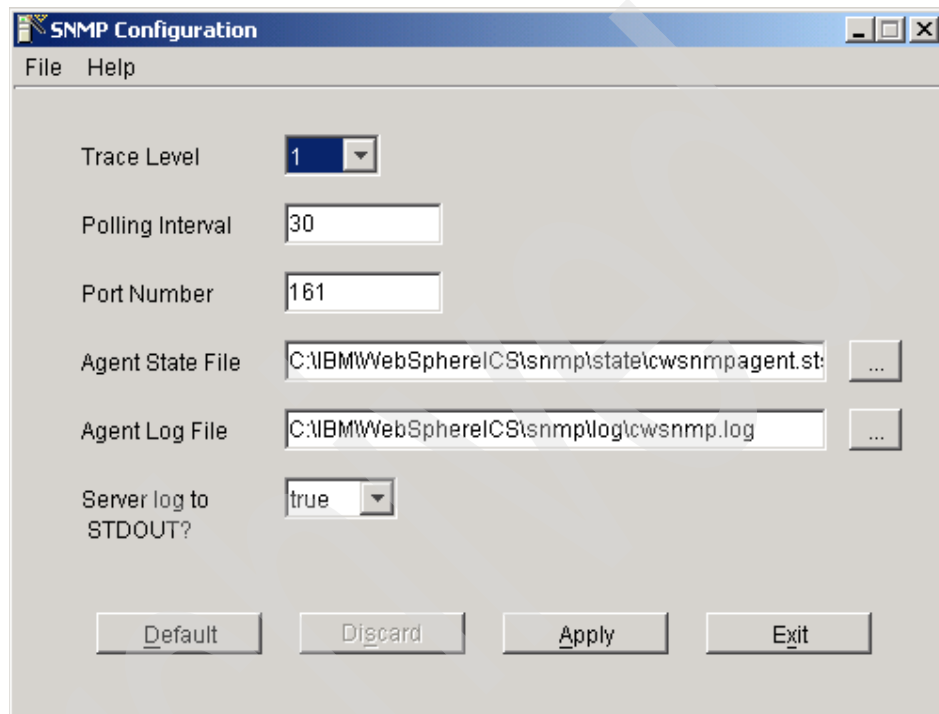 SNMP Configuration
File Help
Trace Level 1
Polling Interval 30
Port Number 161
Agent State File C:\IBM\WebSphereICS\snmp\state\cwsnmpagent.sts ...
Agent Log File C:\IBM\WebSphereICS\snmp\log\cwsnmp.log ...
Server log to true
STDOUT?
Default Discard Apply Exit